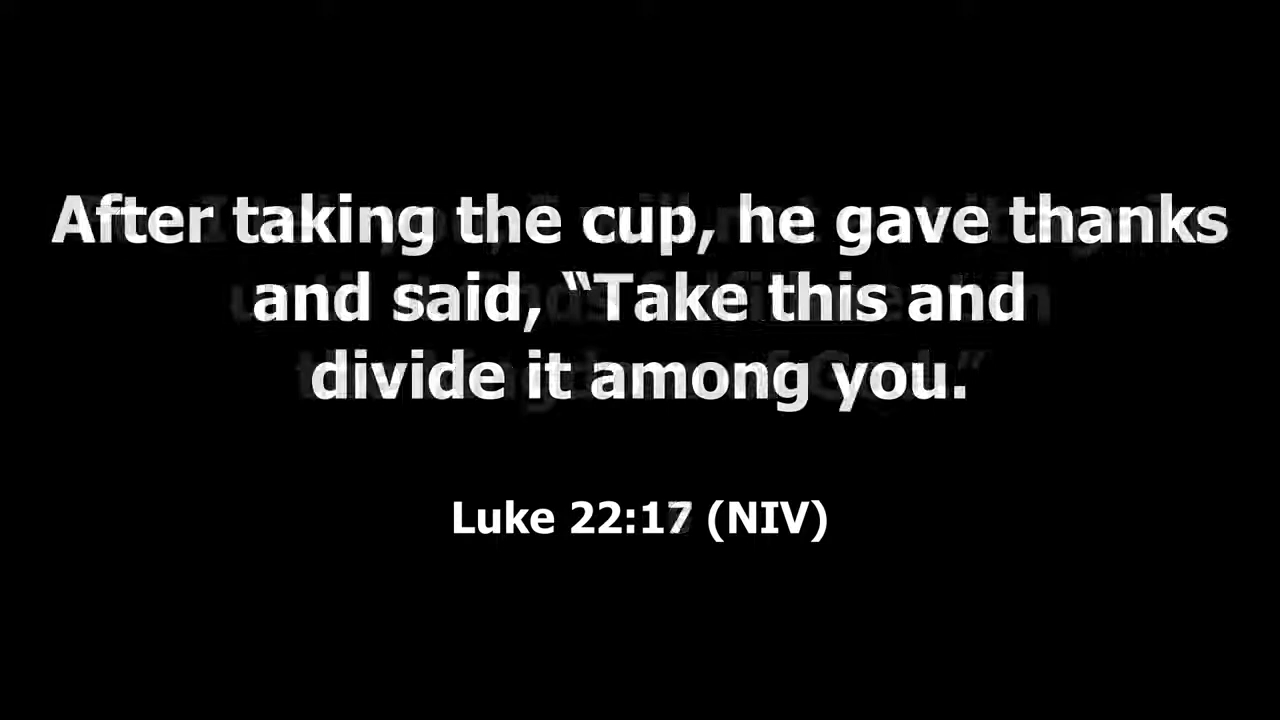 After taking the cup, he gave thanks
and said, “Take this and
divide it among you.
Luke 22:17 (NIV)